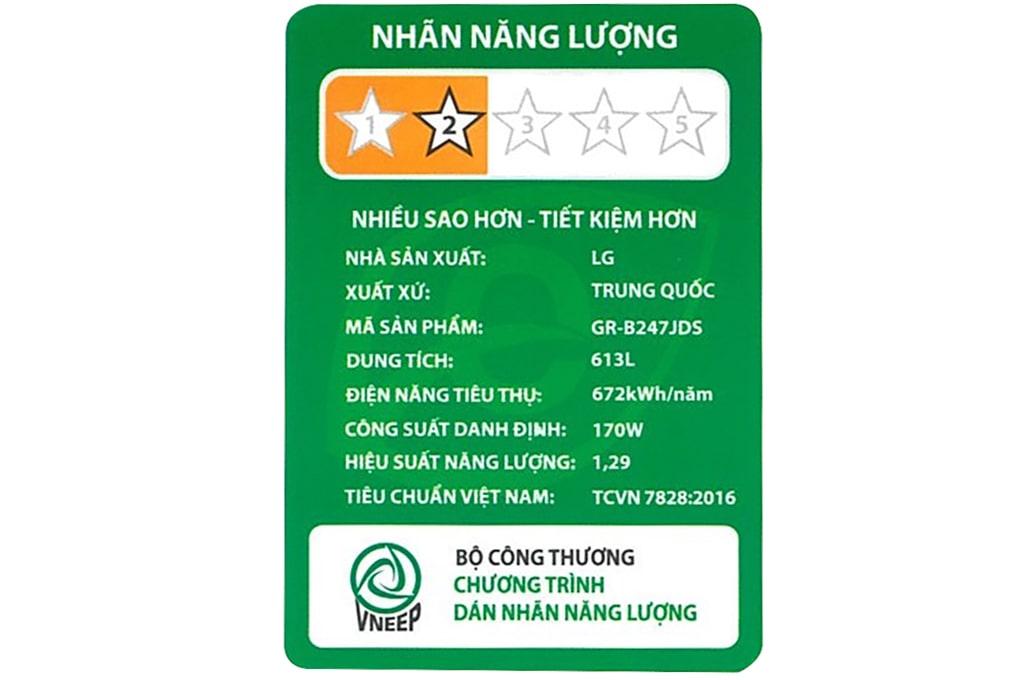 NHÃN NĂNG LƯỢNG
1 2 3 4 5
NHIỀU SAO HƠN - TIẾT KIỆM HƠN
NHÀ SẢN XUẤT: LG
XUẤT XỨ: TRUNG QUỐC
MÃ SẢN PHẨM: GR-B247JDS
DUNG TÍCH: 613L
ĐIỆN NĂNG TIÊU THỤ: 672kWh/năm
CÔNG SUẤT DANH ĐỊNH: 170W
HIỆU SUẤT NĂNG LƯỢNG: 1,29
TIÊU CHUẨN VIỆT NAM: TCVN 7828:2016
BỘ CÔNG THƯƠNG
CHƯƠNG TRÌNH
DÁN NHÃN NĂNG LƯỢNG
VNEEP